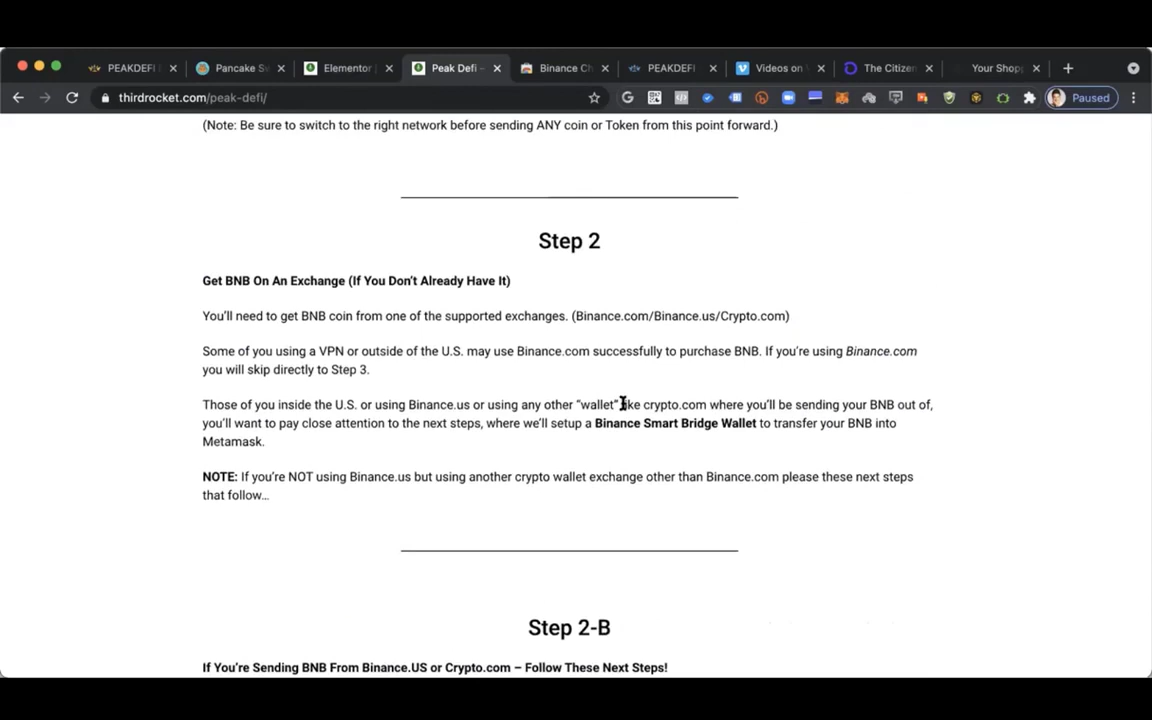 PEAKDEFI
Pancake Sw
Elementor
Peak Defi –
Binance Ch
PEAKDEFI
Videos on
The Citizen
Your Shop
thirdrocket.com/peak-defi/
Paused
(Note: Be sure to switch to the right network before sending ANY coin or Token from this point forward.)
Step 2
Get BNB On An Exchange (If You Don’t Already Have It)
You’ll need to get BNB coin from one of the supported exchanges. (Binance.com/Binance.us/Crypto.com)
Some of you using a VPN or outside of the U.S. may use Binance.com successfully to purchase BNB. If you’re using Binance.com
you will skip directly to Step 3.
Those of you inside the U.S. or using Binance.us or using any other “wallet” like crypto.com where you’ll be sending your BNB out of,
you’ll want to pay close attention to the next steps, where we’ll setup a Binance Smart Bridge Wallet to transfer your BNB into
Metamask.
NOTE: If you’re NOT using Binance.us but using another crypto wallet exchange other than Binance.com please these next steps
that follow…
Step 2-B
If You’re Sending BNB From Binance.US or Crypto.com – Follow These Next Steps!